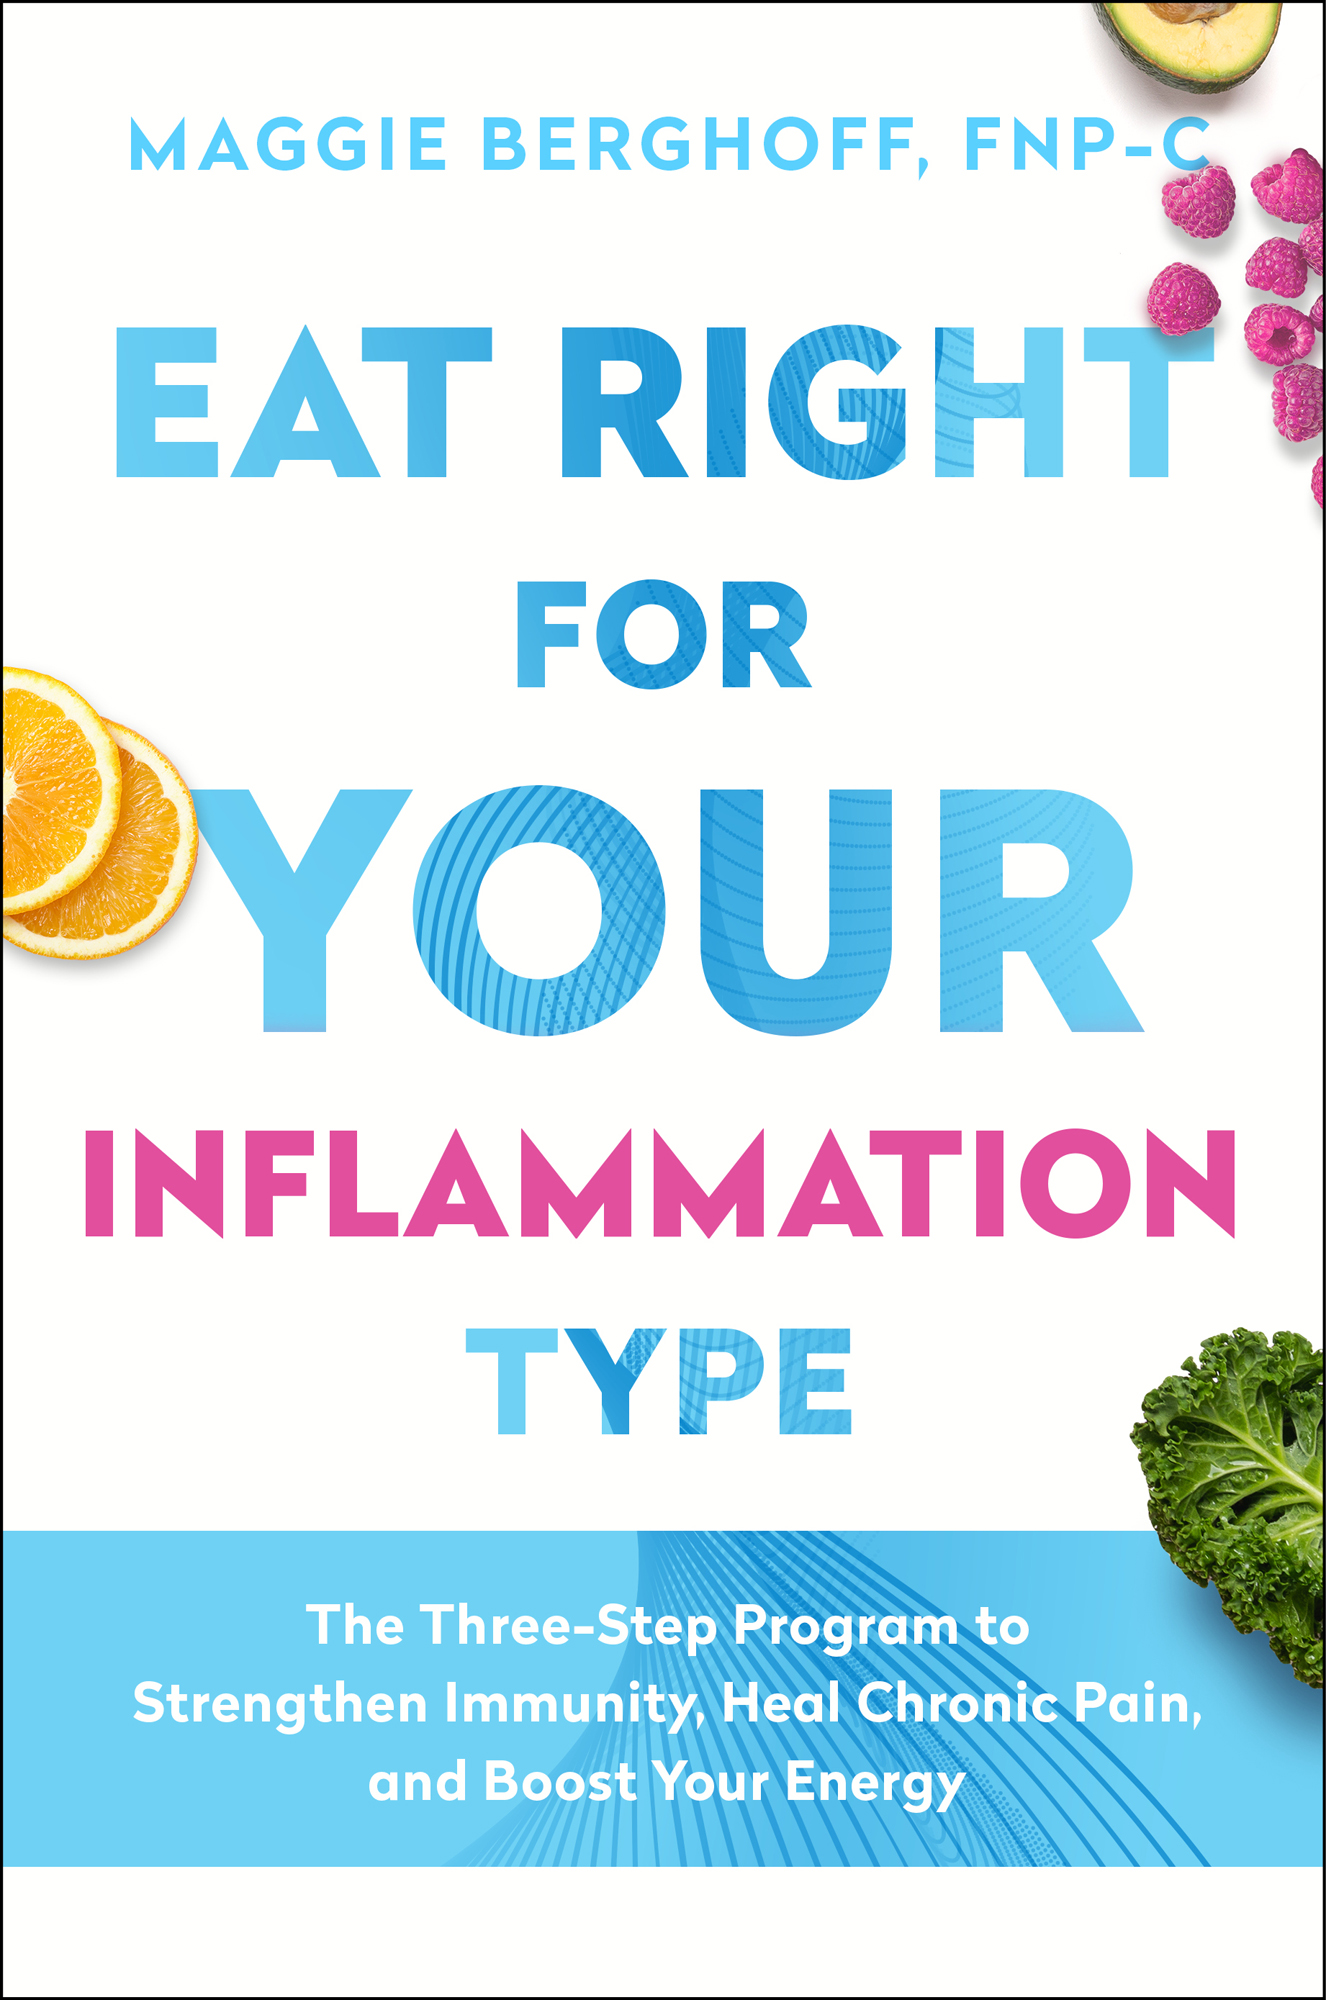 MAGGIE BERGHOFF, FNP-C
EAT RIGHT
FOR
YOUR
INFLAMMATION
TYPE
The Three-Step Program to
Strengthen Immunity, Heal Chronic Pain,
and Boost Your Energy